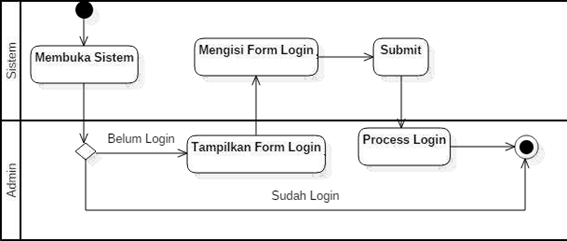 Sistem
Membuka Sistem
Mengisi Form Login
Submit
Admin
Belum Login
Tampilkan Form Login
Process Login
Sudah Login